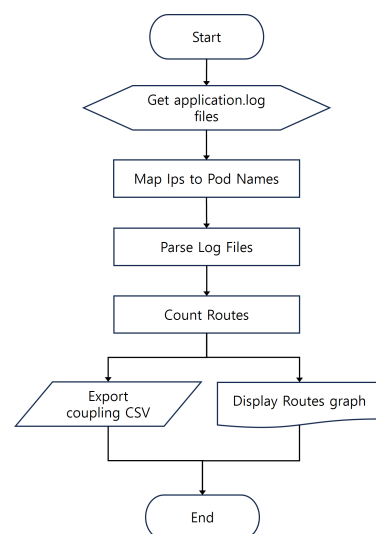 Start
Get application.log
files
Map Ips to Pod Names
Parse Log Files
Count Routes
Export
coupling CSV
Display Routes graph
End